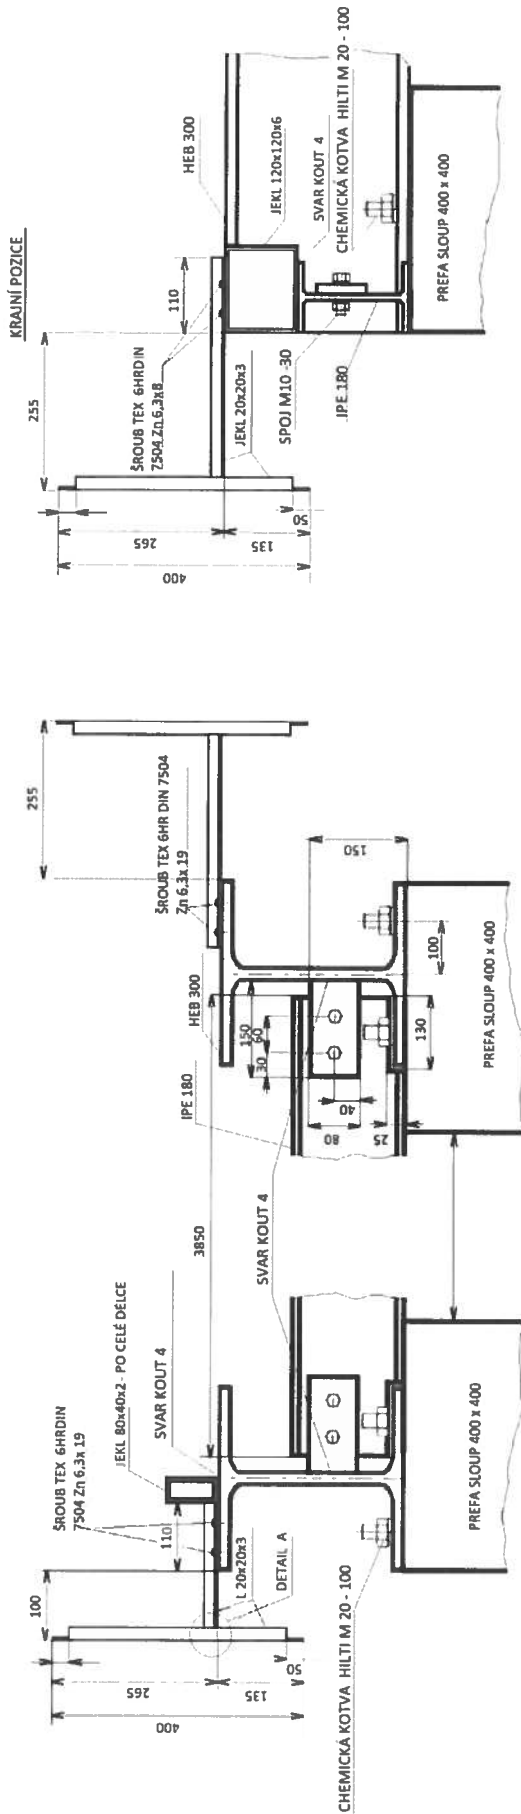 100
400
265
135
50
ŠROUB TEX 6HRDIN
7504 Zn 6,3x 19
110
JEKL 80x40x2 - PO CELÉ DÉLCE
SVAR KOUT 4
L 20x20x3
DETAIL A
CHEMICKÁ KOTVA HILTI M 20 - 100
PREFA SLOUP 400 x 400
3850
SVAR KOUT 4
IPE 180
HEB 300
150
60
30
40
80
25
130
100
150
ŠROUB TEX 6HR DIN 7504
Zn 6,3x 19
255
PREFA SLOUP 400 x 400
KRAJNÍ POZICE
255
110
400
265
135
50
ŠROUB TEX 6HRDIN
7504 Zn 6,3x8
JEKL 20x20x3
SPOJ M10 -30
IPE 180
HEB 300
JEKL 120x120x6
SVAR KOUT 4
CHEMICKÁ KOTVA HILTI M 20 - 100
PREFA SLOUP 400 x 400